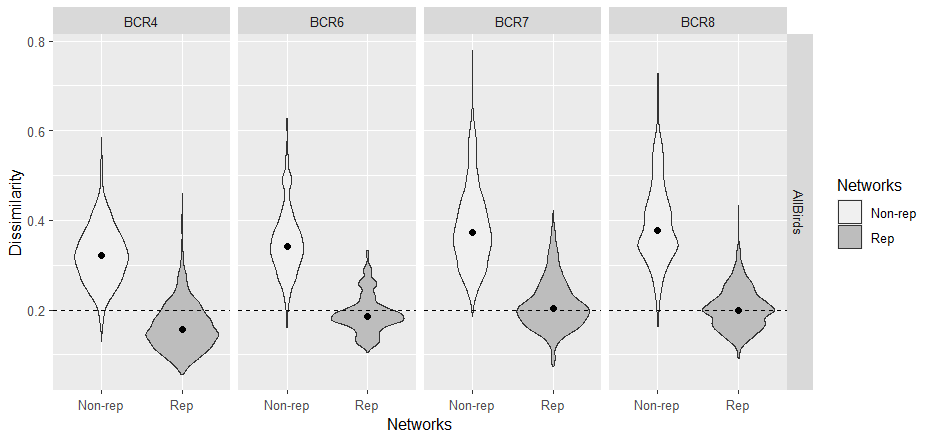 BCR4 BCR6 BCR7 BCR8
0.8
0.6
0.4
0.2
Dissimilarity
AllBirds
Non-rep Rep Non-rep Rep Non-rep Rep Non-rep Rep
Networks
Networks
Non-rep
Rep